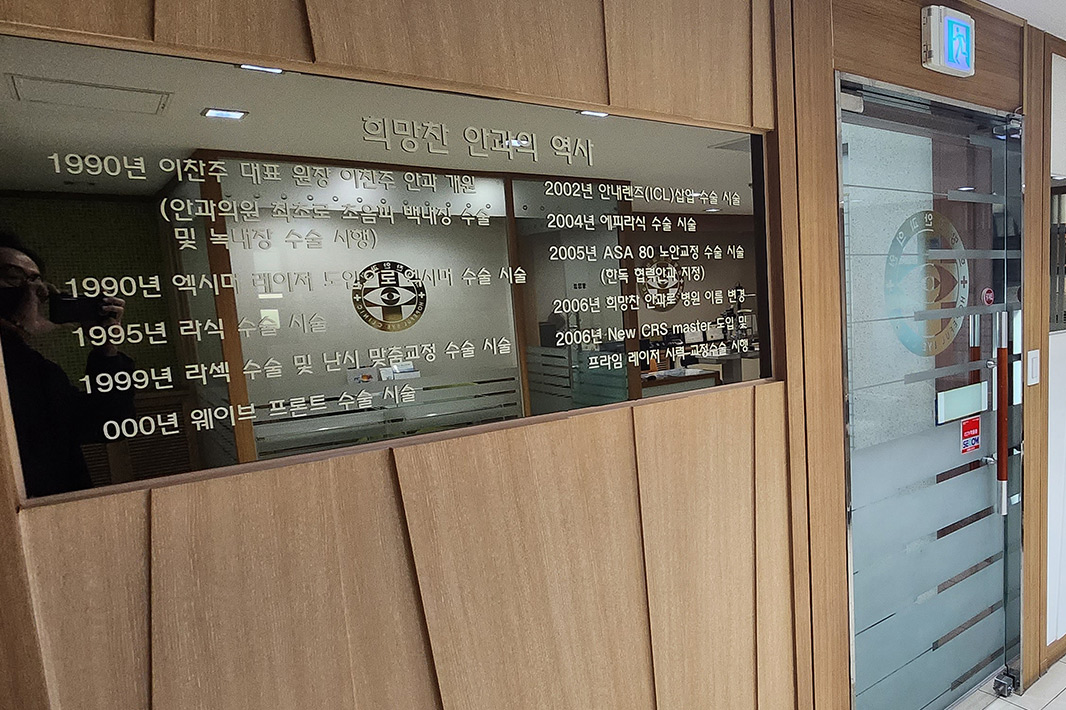 희망찬 안과의 역사
1990년 이찬주 대표 원장 이찬주 안과 개원
(안과의원 최초로 초음파 백내장 수술
및 녹내장 수술 시행)
1990년 엑시머 레이저 도입으로 엑시머 수술 시술
1995년 라식 수술 시술
1999년 라섹 수술 및 난시 맞춤교정 수술 시술
000년 웨이브 프론트 수술 시술
2002년 안내렌즈(ICL)삽입 수술 시술
2004년 에피라식 수술 시술
2005년 ASA 80 노안교정 수술 시술
(한독 협력안과 지정)
2006년 희망찬 안과로 병원 이름 변경
2006년 New CRS master 도입 및
프라임 레이저 시력 교정수술 시행